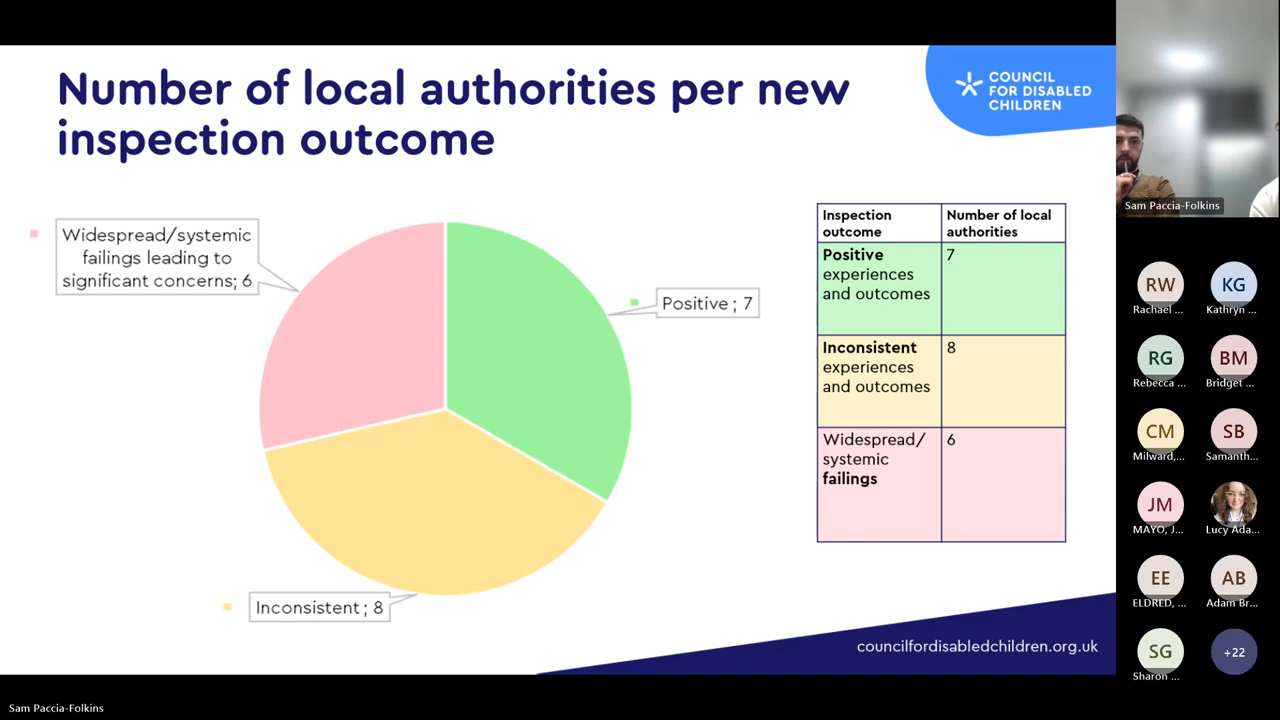 Number of local authorities per new
inspection outcome
COUNCIL
FOR DISABLED
CHILDREN
Widespread/systemic
failings leading to
significant concerns; 6
Positive ; 7
Inconsistent ; 8
Inspection
outcome
Number of local
authorities
Positive
experiences
and outcomes
7
Inconsistent
experiences
and outcomes
8
Widespread/
systemic
failings
6
councilfordisabledchildren.org.uk
Sam Paccia-Folkins
RW
Rachael ...
KG
Kathryn ...
RG
Rebecca ...
BM
Bridget ...
CM
Milward,...
SB
Samanth...
JM
MAYO, J...
Lucy Ada...
EE
ELDRED, ...
AB
Adam Br...
SG
Sharon ...
+22
Sam Paccia-Folkins